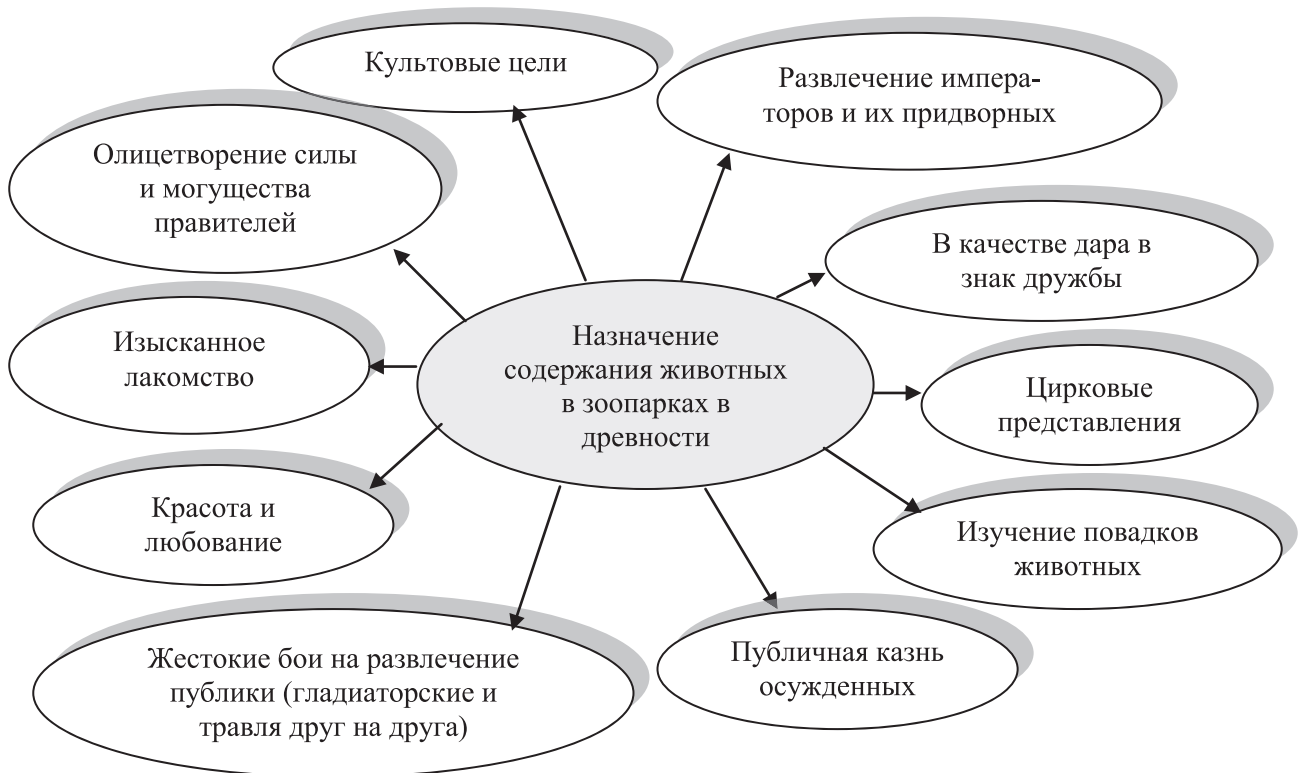 Культовые цели
Развлечение импера-
торов и их придворных
Олицетворение силы
и могущества
правителей
В качестве дара в
знак дружбы
Изысканное
лакомство
Назначение
содержания животных
в зоопарках в
древности
Цирковые
представления
Красота и
любование
Изучение повадков
животных
Жестокие бои на развлечение
публики (гладиаторские и
травля друг на друга)
Публичная казнь
осужденных